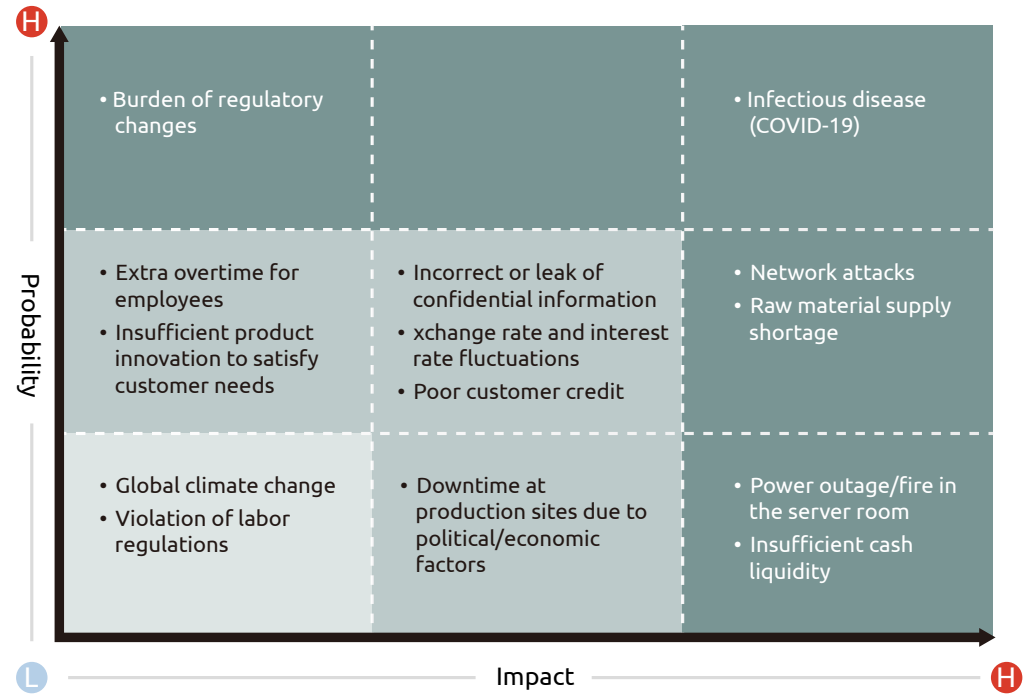 H
• Burden of regulatory
changes
• Infectious disease
(COVID-19)
Probability
• Extra overtime for
employees
• Insufficient product
innovation to satisfy
customer needs
• Incorrect or leak of
confidential information
• xchange rate and interest
rate fluctuations
• Poor customer credit
• Network attacks
• Raw material supply
shortage
• Global climate change
• Violation of labor
regulations
• Downtime at
production sites due to
political/economic
factors
• Power outage/fire in
the server room
• Insufficient cash
liquidity
L
Impact
H